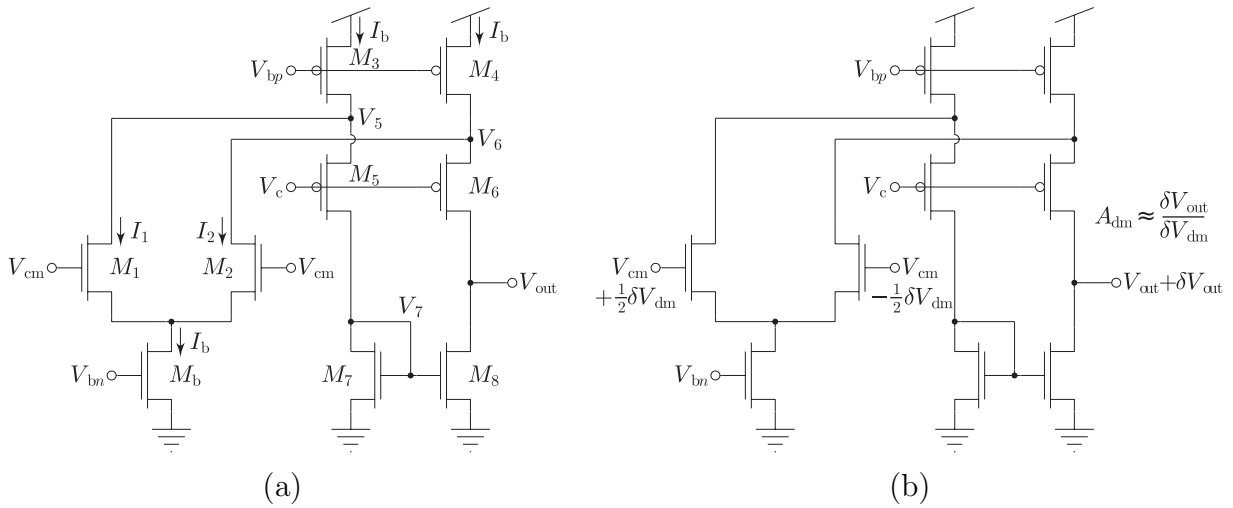 I_b I_b
V_bp M_3 M_4
V_5
V_6
V_c M_5 M_6
I_1 I_2
V_cm M_1 M_2 V_cm V_out
V_7
I_b
V_bn M_b M_7 M_8
(a)
V_bp
V_c
A_dm ≈ δV_out / δV_dm
V_cm V_cm V_out+δV_out
+½δV_dm −½δV_dm
V_bn
(b)